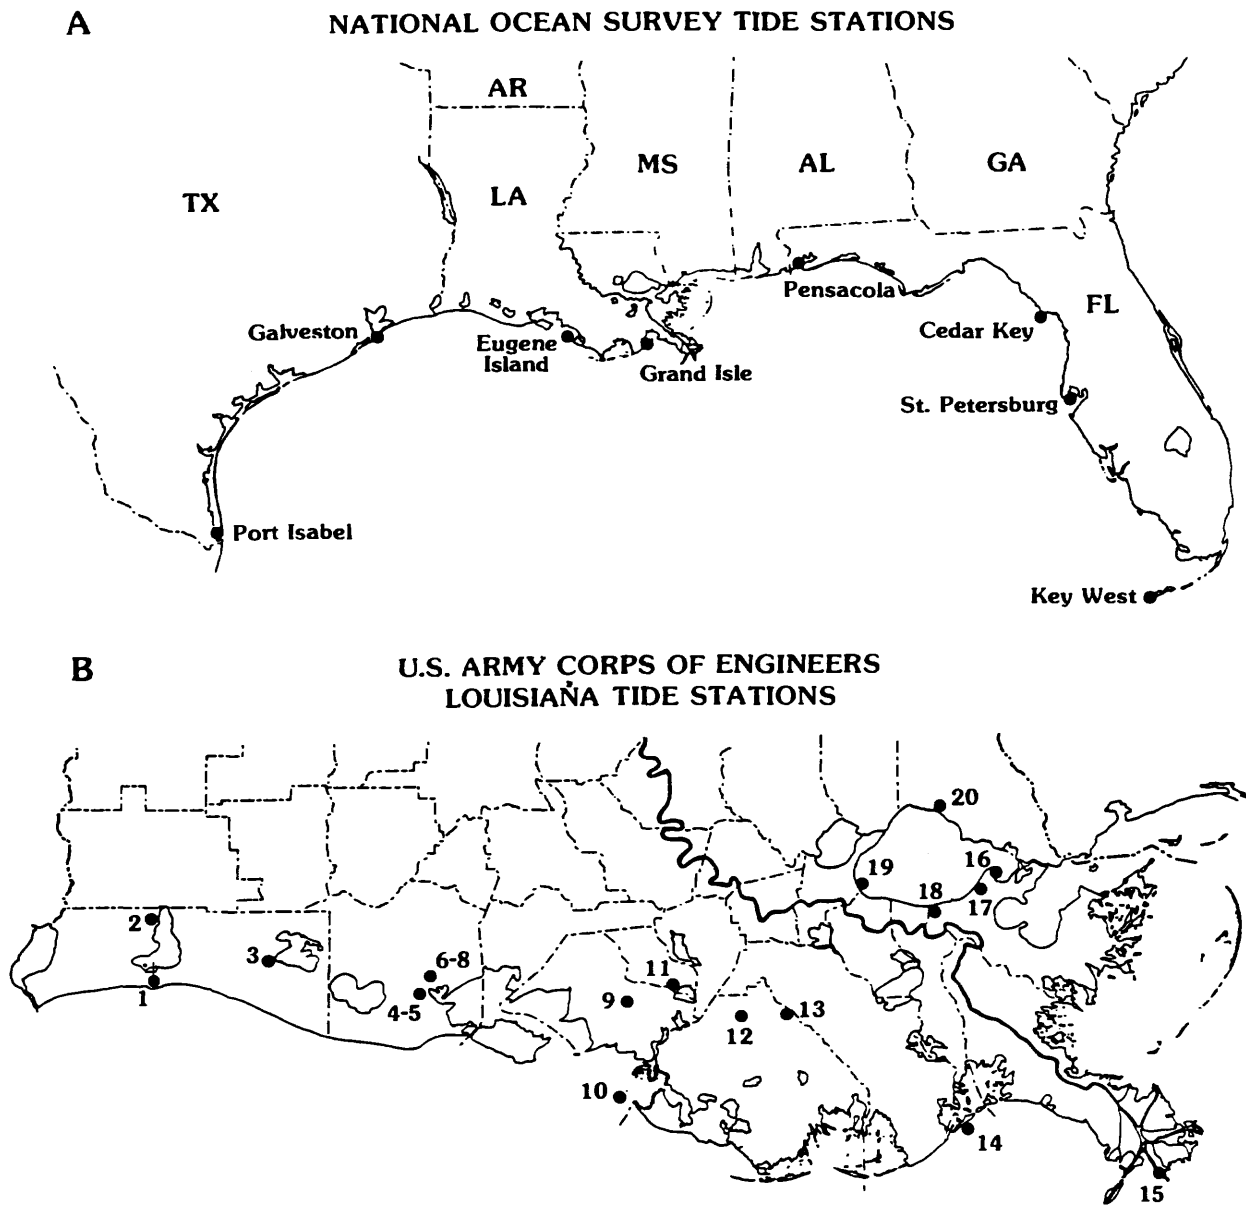 A
NATIONAL OCEAN SURVEY TIDE STATIONS
AR
MS
AL
GA
TX
LA
Pensacola
FL
Galveston
Eugene
Island
Cedar Key
Grand Isle
St. Petersburg
Port Isabel
Key West
B
U.S. ARMY CORPS OF ENGINEERS
LOUISIANA TIDE STATIONS
20
16
19
18
17
2
3
6-8
11
1
4-5
9
12
13
10
14
15